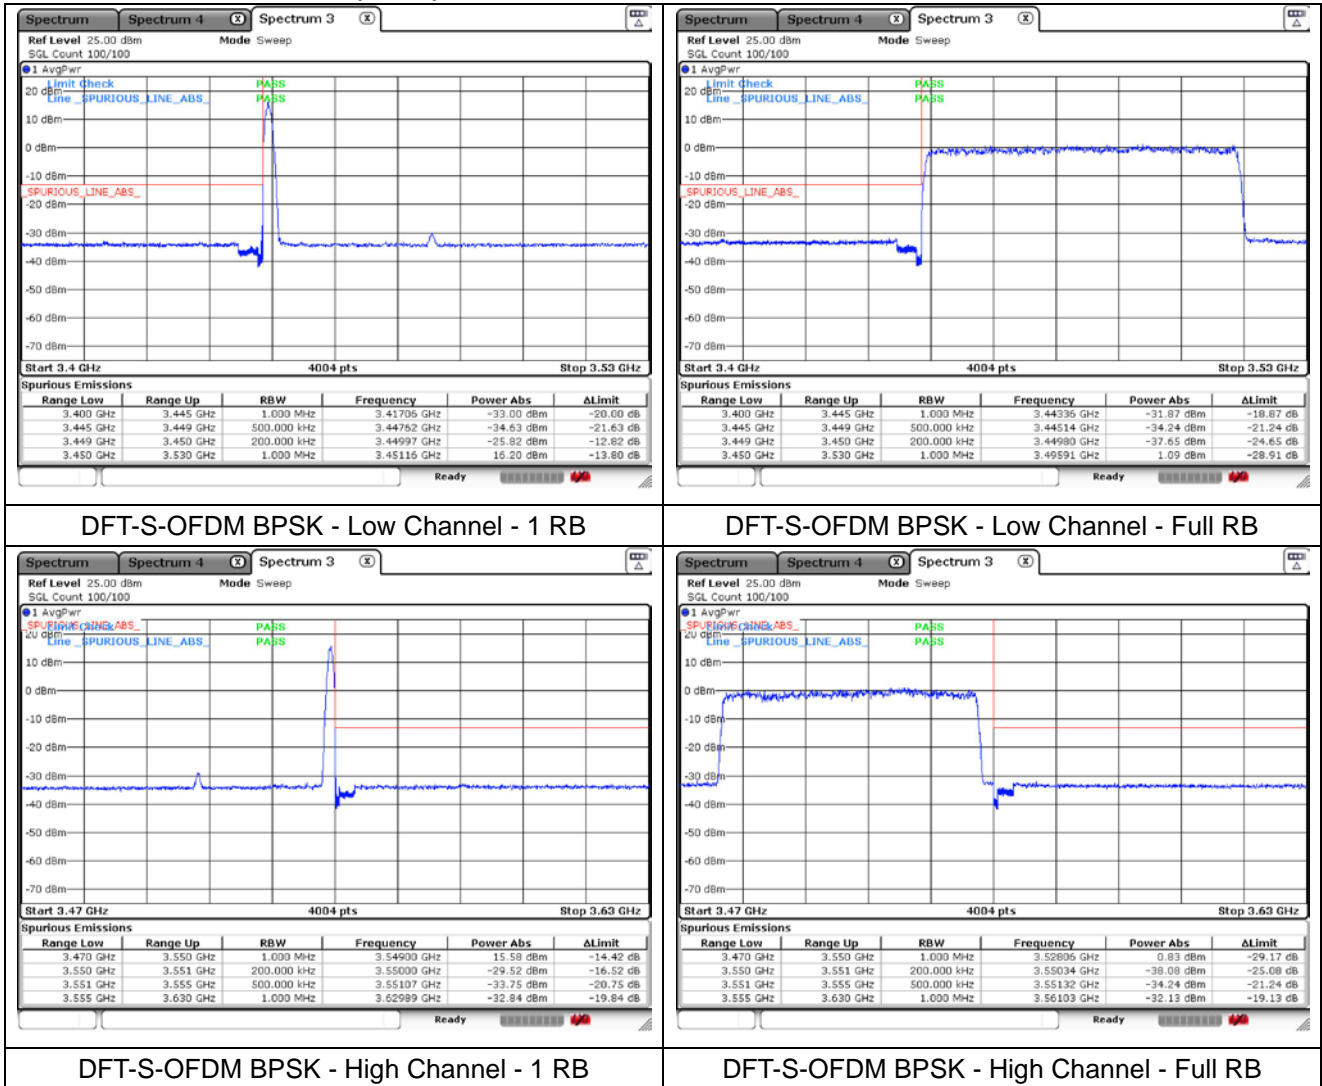 Spectrum Spectrum 4 X Spectrum 3 X
Ref Level 25.00 dBm Mode Sweep
SGL Count 100/100
1 AvgPwr
Limit Check PASS
20 dBm
Line _SPURIOUS_LINE_ABS_ PASS
10 dBm
0 dBm
-10 dBm
_SPURIOUS_LINE_ABS_
-20 dBm
-30 dBm
-40 dBm
-50 dBm
-60 dBm
-70 dBm
Start 3.4 GHz 4004 pts Stop 3.53 GHz
Spurious Emissions
Range Low Range Up RBW Frequency Power Abs ΔLimit
3.400 GHz 3.445 GHz 1.000 MHz 3.41706 GHz -33.00 dBm -20.00 dB
3.445 GHz 3.449 GHz 500.000 kHz 3.44762 GHz -34.63 dBm -21.63 dB
3.449 GHz 3.450 GHz 200.000 kHz 3.44997 GHz -25.82 dBm -12.82 dB
3.450 GHz 3.530 GHz 1.000 MHz 3.45116 GHz 16.20 dBm -13.80 dB
Ready
DFT-S-OFDM BPSK - Low Channel - 1 RB
Spectrum Spectrum 4 X Spectrum 3 X
Ref Level 25.00 dBm Mode Sweep
SGL Count 100/100
1 AvgPwr
Limit Check PASS
20 dBm
Line _SPURIOUS_LINE_ABS_ PASS
10 dBm
0 dBm
-10 dBm
_SPURIOUS_LINE_ABS_
-20 dBm
-30 dBm
-40 dBm
-50 dBm
-60 dBm
-70 dBm
Start 3.4 GHz 4004 pts Stop 3.53 GHz
Spurious Emissions
Range Low Range Up RBW Frequency Power Abs ΔLimit
3.400 GHz 3.445 GHz 1.000 MHz 3.44336 GHz -31.87 dBm -18.87 dB
3.445 GHz 3.449 GHz 500.000 kHz 3.44514 GHz -34.24 dBm -21.24 dB
3.449 GHz 3.450 GHz 200.000 kHz 3.44980 GHz -37.65 dBm -24.65 dB
3.450 GHz 3.530 GHz 1.000 MHz 3.49591 GHz 1.09 dBm -28.91 dB
Ready
DFT-S-OFDM BPSK - Low Channel - Full RB
Spectrum Spectrum 4 X Spectrum 3 X
Ref Level 25.00 dBm Mode Sweep
SGL Count 100/100
1 AvgPwr
_SPURIOUS_LINE_ABS_
Limit Check PASS
20 dBm
Line _SPURIOUS_LINE_ABS_ PASS
10 dBm
0 dBm
-10 dBm
-20 dBm
-30 dBm
-40 dBm
-50 dBm
-60 dBm
-70 dBm
Start 3.47 GHz 4004 pts Stop 3.63 GHz
Spurious Emissions
Range Low Range Up RBW Frequency Power Abs ΔLimit
3.470 GHz 3.550 GHz 1.000 MHz 3.54900 GHz 15.58 dBm -14.42 dB
3.550 GHz 3.551 GHz 200.000 kHz 3.55000 GHz -29.52 dBm -16.52 dB
3.551 GHz 3.555 GHz 500.000 kHz 3.55107 GHz -33.75 dBm -20.75 dB
3.555 GHz 3.630 GHz 1.000 MHz 3.62989 GHz -32.84 dBm -19.84 dB
Ready
DFT-S-OFDM BPSK - High Channel - 1 RB
Spectrum Spectrum 4 X Spectrum 3 X
Ref Level 25.00 dBm Mode Sweep
SGL Count 100/100
1 AvgPwr
_SPURIOUS_LINE_ABS_
Limit Check PASS
20 dBm
Line _SPURIOUS_LINE_ABS_ PASS
10 dBm
0 dBm
-10 dBm
-20 dBm
-30 dBm
-40 dBm
-50 dBm
-60 dBm
-70 dBm
Start 3.47 GHz 4004 pts Stop 3.63 GHz
Spurious Emissions
Range Low Range Up RBW Frequency Power Abs ΔLimit
3.470 GHz 3.550 GHz 1.000 MHz 3.52806 GHz 0.83 dBm -29.17 dB
3.550 GHz 3.551 GHz 200.000 kHz 3.55034 GHz -38.08 dBm -25.08 dB
3.551 GHz 3.555 GHz 500.000 kHz 3.55132 GHz -34.24 dBm -21.24 dB
3.555 GHz 3.630 GHz 1.000 MHz 3.56103 GHz -32.13 dBm -19.13 dB
Ready
DFT-S-OFDM BPSK - High Channel - Full RB